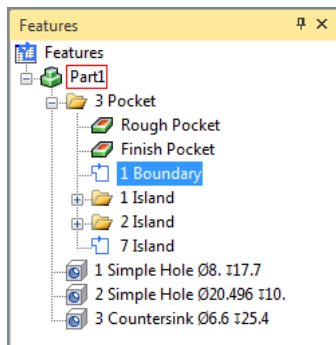 Features
Features
Part1
3 Pocket
Rough Pocket
Finish Pocket
1 Boundary
1 Island
2 Island
7 Island
1 Simple Hole Ø8. ↧17.7
2 Simple Hole Ø20.496 ↧10.
3 Countersink Ø6.6 ↧25.4